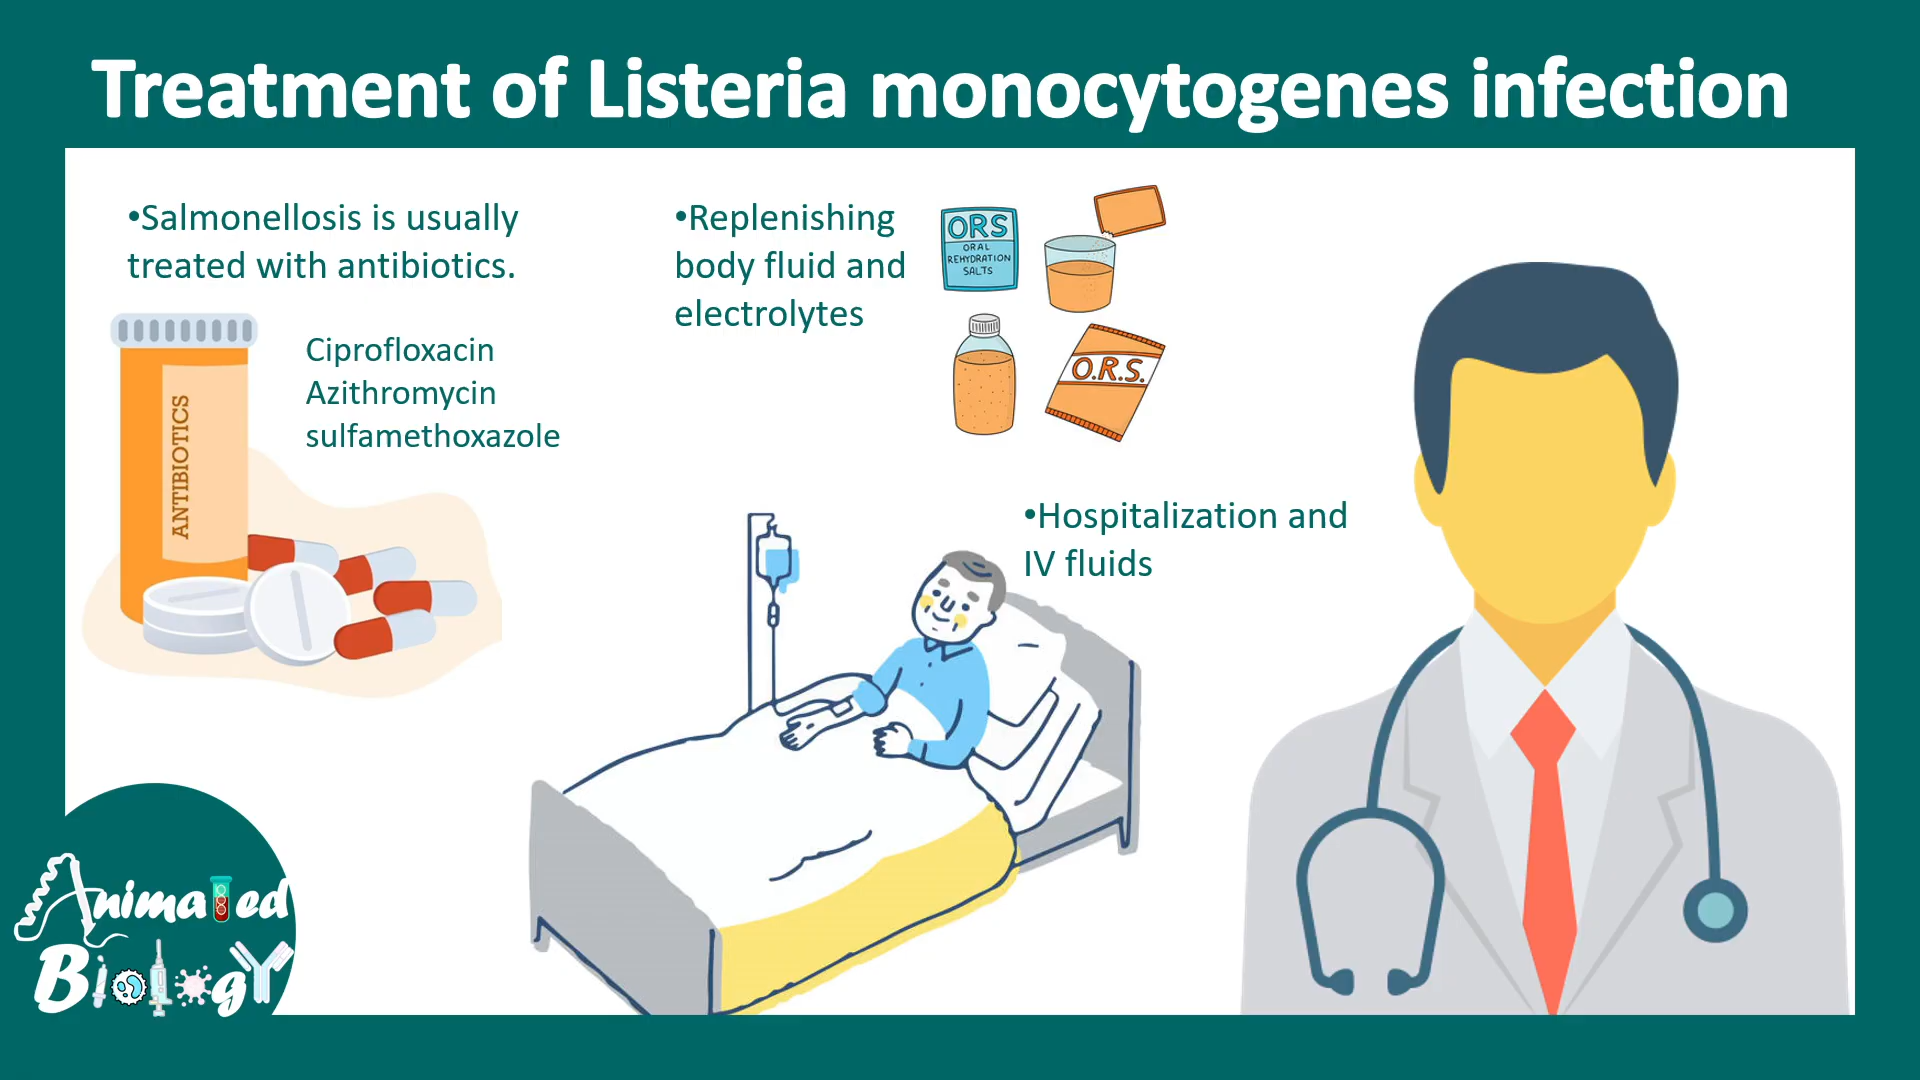 Treatment of Listeria monocytogenes infection
•Salmonellosis is usually
treated with antibiotics.
Ciprofloxacin
Azithromycin
sulfamethoxazole
ANTIBIOTICS
•Replenishing
body fluid and
electrolytes
ORS
ORAL
REHYDRATION
SALTS
O.R.S.
•Hospitalization and
IV fluids
Animated
Biology